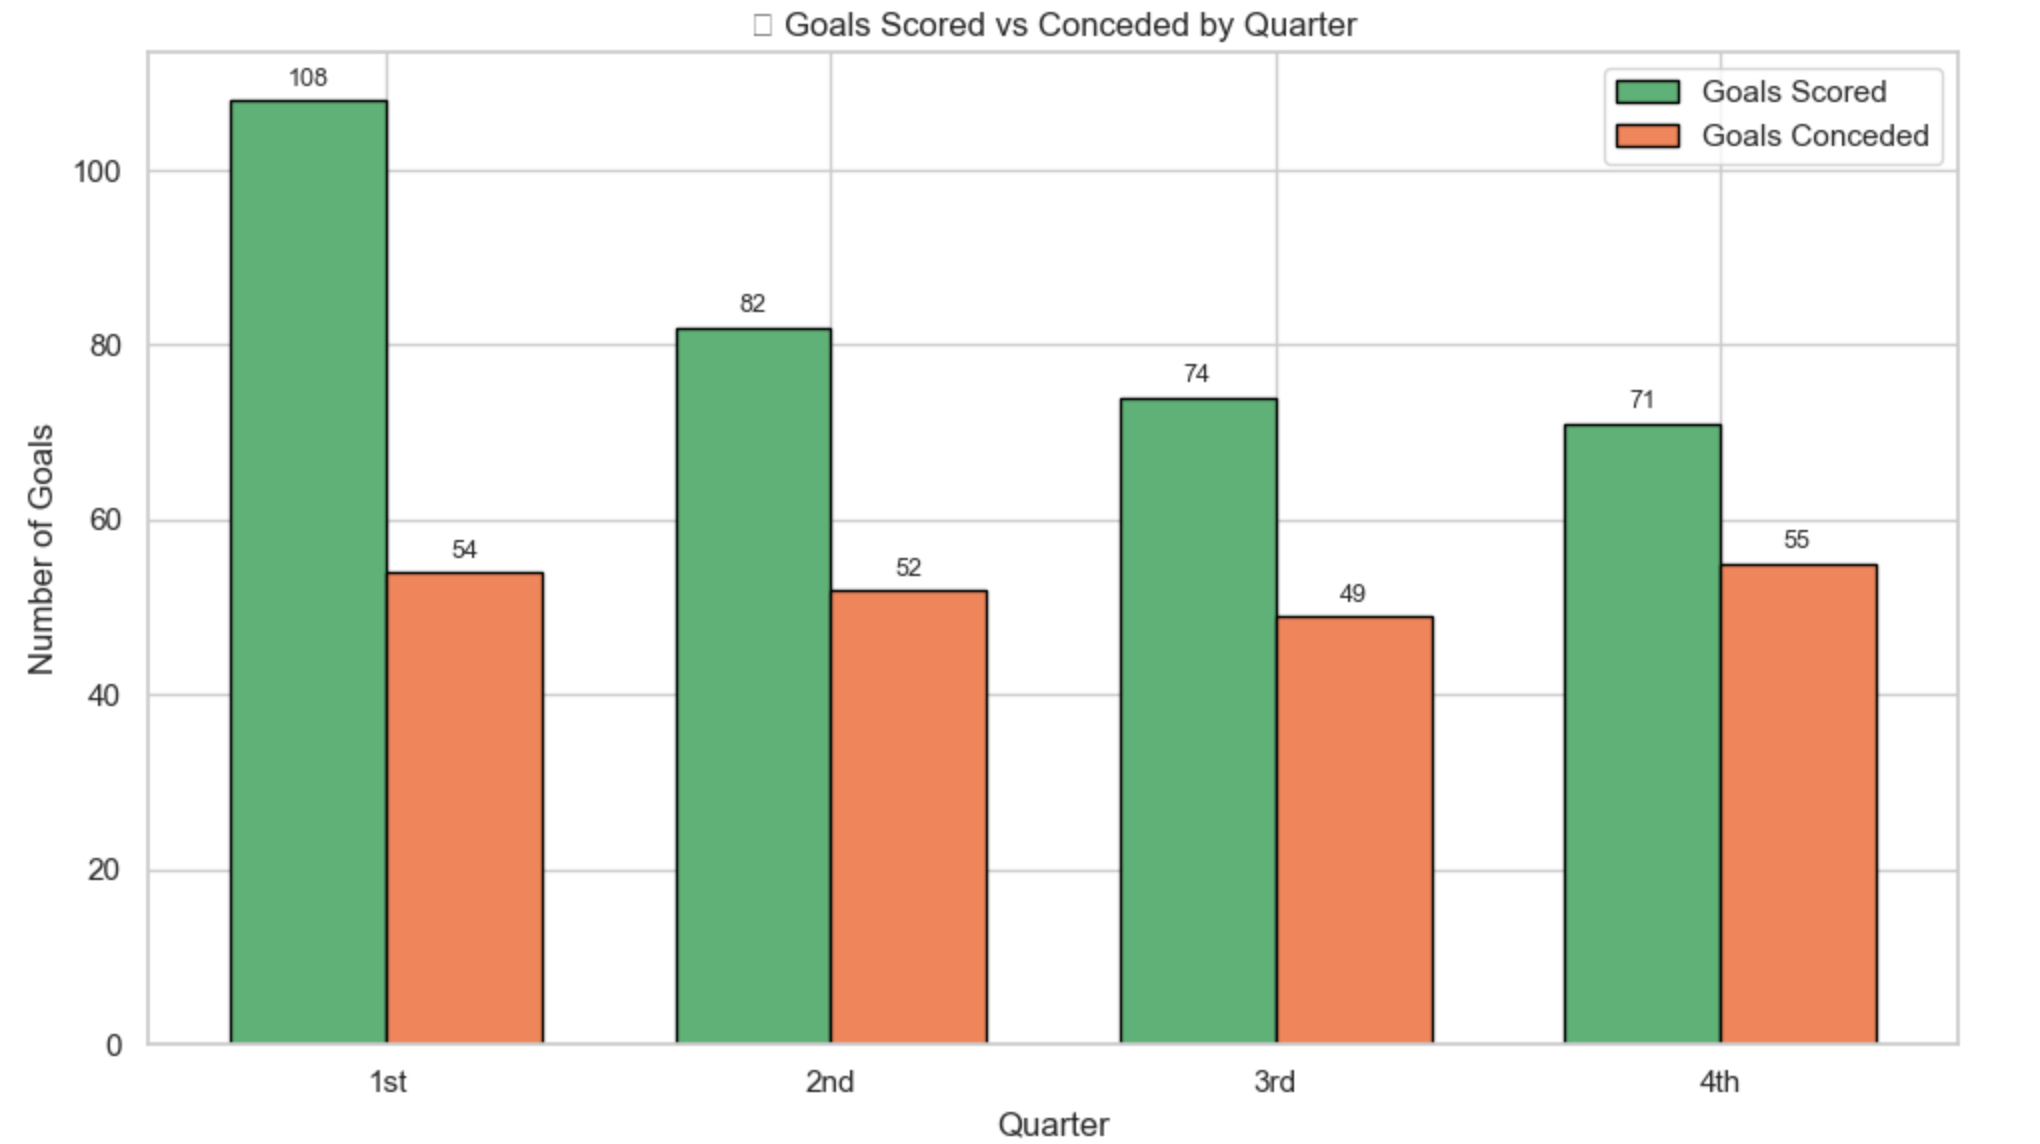 □ Goals Scored vs Conceded by Quarter
Goals Scored
Goals Conceded
Number of Goals
100
80
60
40
20
0
108
54
82
52
74
49
71
55
1st
2nd
3rd
4th
Quarter